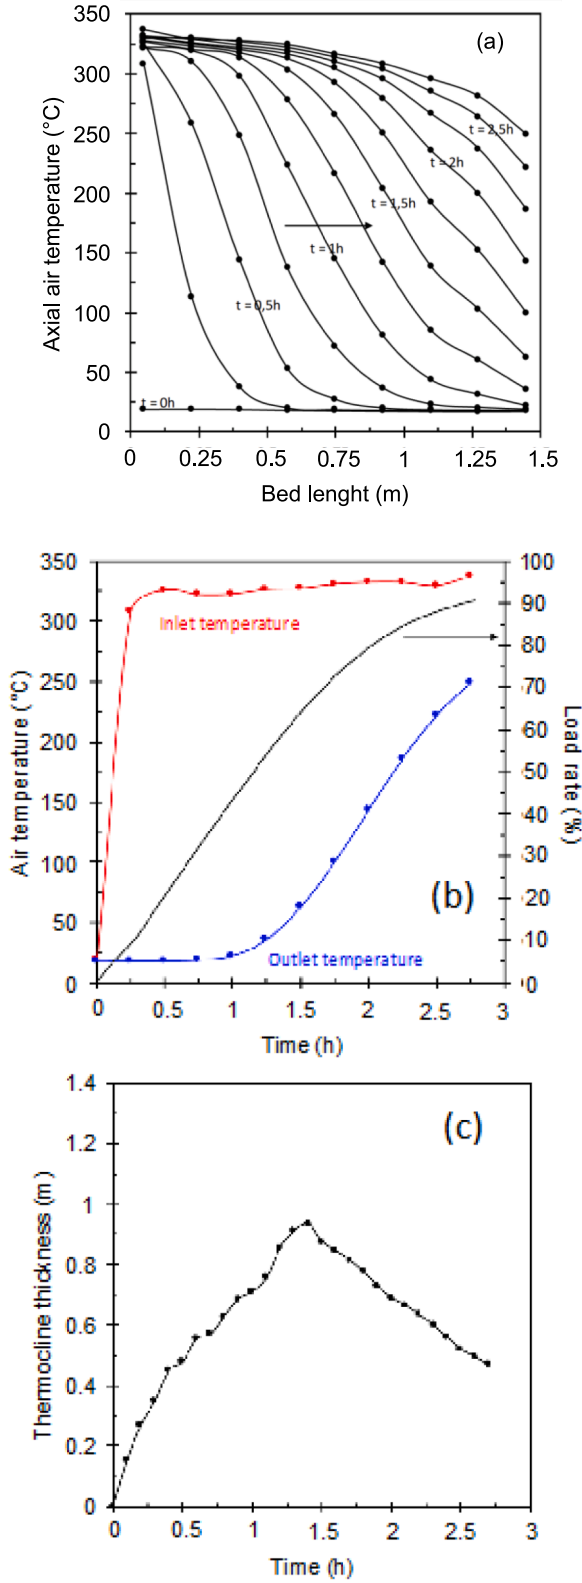 350
300
250
200
150
100
50
0
Axial air temperature (°C)
(a)
t = 2,5h
t = 2h
t = 1,5h
t = 1h
t = 0,5h
t = 0h
0 0.25 0.5 0.75 1 1.25 1.5
Bed lenght (m)
350
300
250
200
150
100
50
0
Air temperature (°C)
100
90
80
70
60
50
40
30
20
10
0
Load rate (%)
Inlet temperature
(b)
Outlet temperature
0 0.5 1 1.5 2 2.5 3
Time (h)
1.4
1.2
1
0.8
0.6
0.4
0.2
0
Thermocline thickness (m)
(c)
0 0.5 1 1.5 2 2.5 3
Time (h)